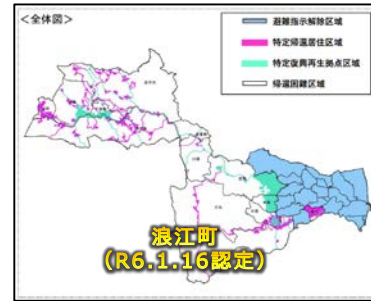 <全体図>
避難指示解除区域
特定帰還居住区域
特定復興再生拠点区域
帰還困難区域
浪江町
（R6.1.16認定）